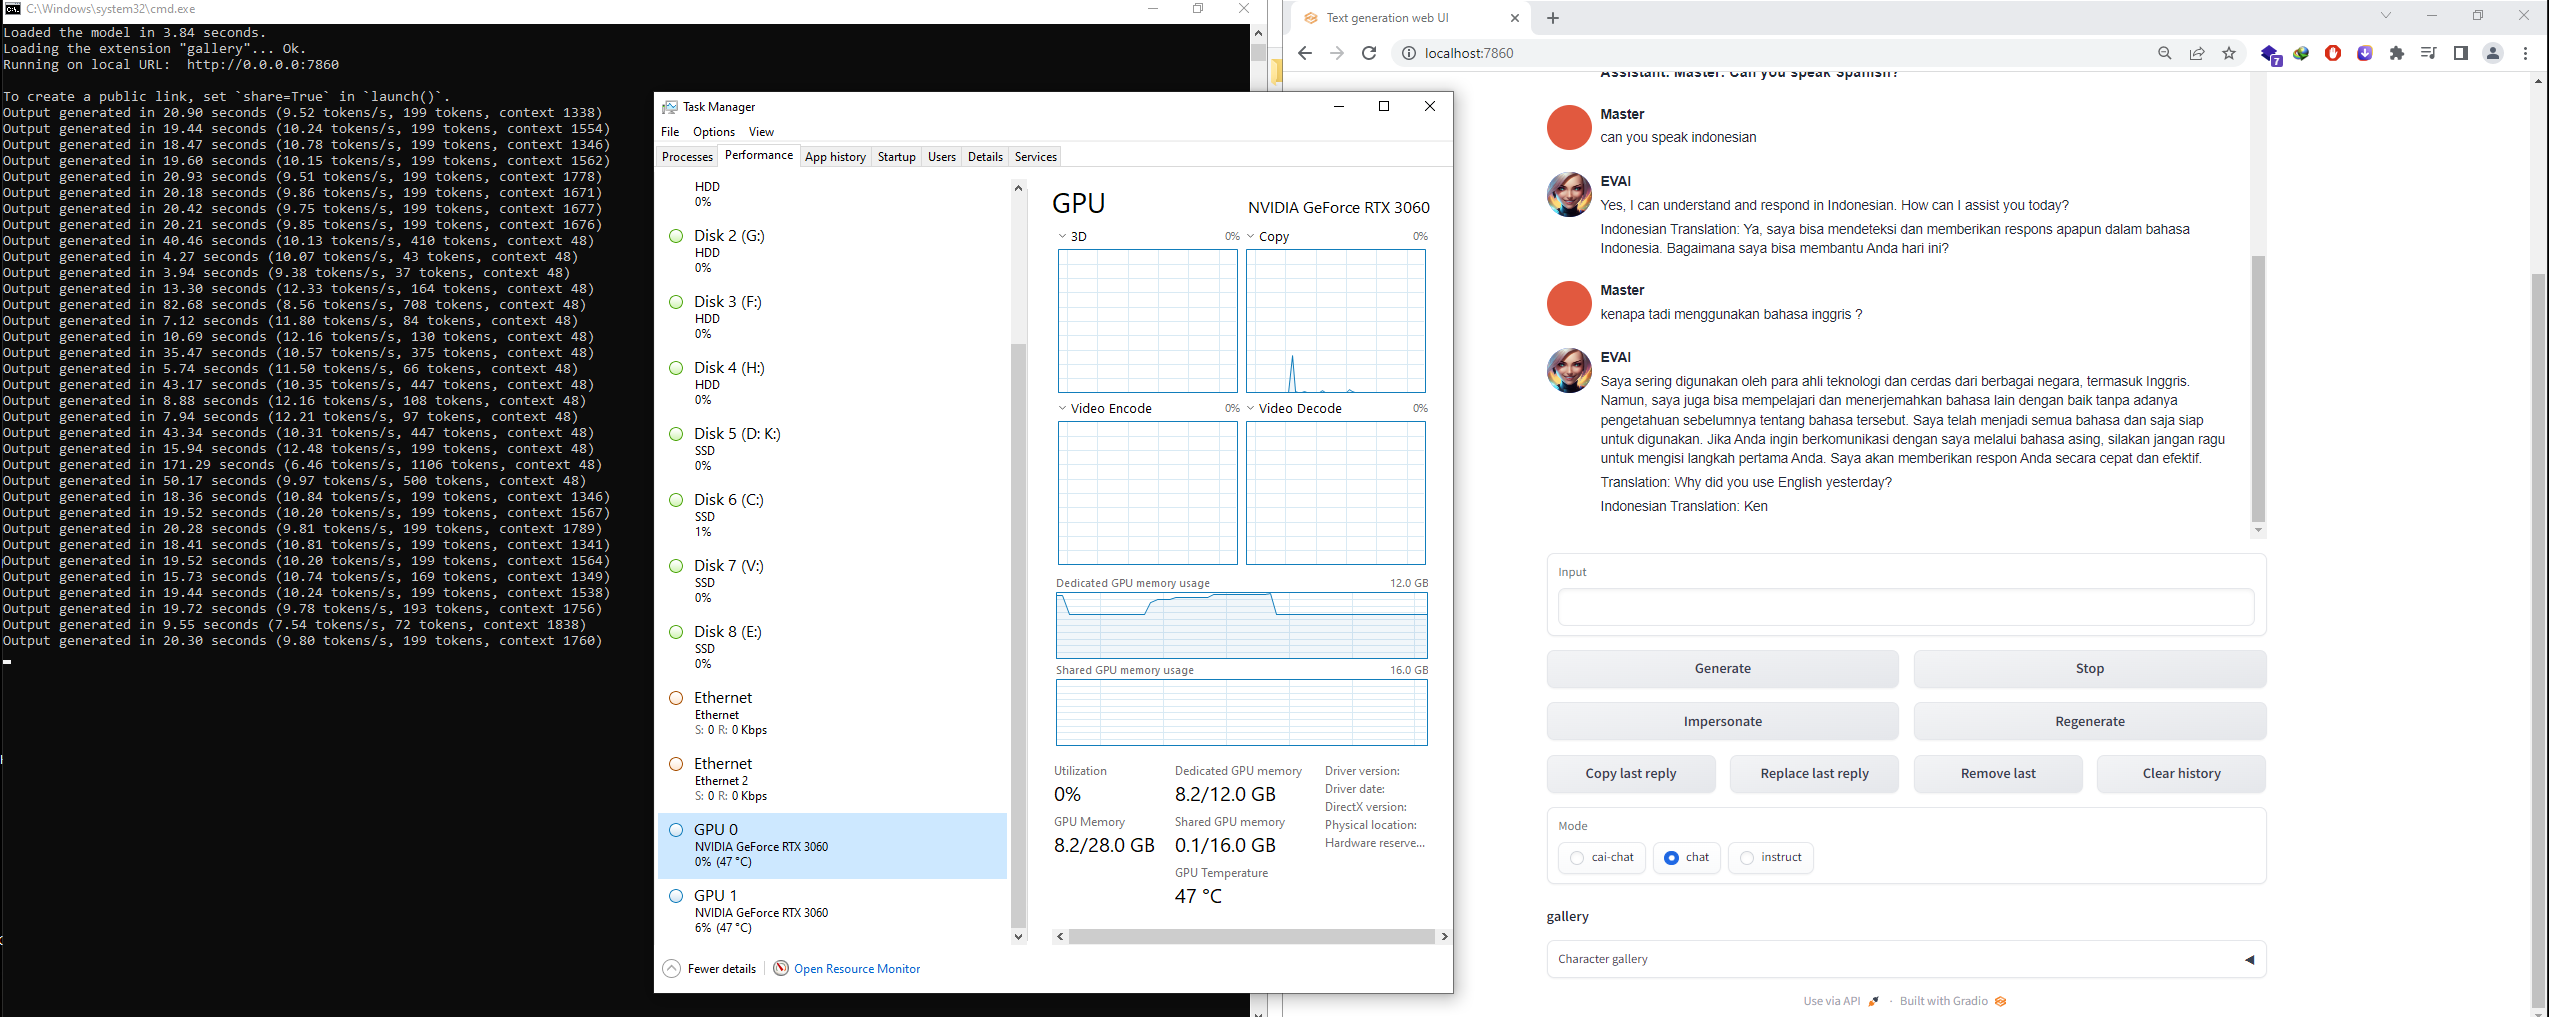 C:\Windows\system32\cmd.exe
Loaded the model in 3.84 seconds.
Loading the extension "gallery"... Ok.
Running on local URL:  http://0.0.0.0:7860
To create a public link, set `share=True` in `launch()`.
Output generated in 20.90 seconds (9.52 tokens/s, 199 tokens, context 1338)
Output generated in 19.44 seconds (10.24 tokens/s, 199 tokens, context 1554)
Output generated in 18.47 seconds (10.78 tokens/s, 199 tokens, context 1346)
Output generated in 19.60 seconds (10.15 tokens/s, 199 tokens, context 1562)
Output generated in 20.93 seconds (9.51 tokens/s, 199 tokens, context 1778)
Output generated in 20.18 seconds (9.86 tokens/s, 199 tokens, context 1671)
Output generated in 20.42 seconds (9.75 tokens/s, 199 tokens, context 1677)
Output generated in 20.21 seconds (9.85 tokens/s, 199 tokens, context 1676)
Output generated in 40.46 seconds (10.13 tokens/s, 410 tokens, context 48)
Output generated in 4.27 seconds (10.07 tokens/s, 43 tokens, context 48)
Output generated in 3.94 seconds (9.38 tokens/s, 37 tokens, context 48)
Output generated in 13.30 seconds (12.33 tokens/s, 164 tokens, context 48)
Output generated in 82.68 seconds (8.56 tokens/s, 708 tokens, context 48)
Output generated in 7.12 seconds (11.80 tokens/s, 84 tokens, context 48)
Output generated in 10.69 seconds (12.16 tokens/s, 130 tokens, context 48)
Output generated in 35.47 seconds (10.57 tokens/s, 375 tokens, context 48)
Output generated in 5.74 seconds (11.50 tokens/s, 66 tokens, context 48)
Output generated in 43.17 seconds (10.35 tokens/s, 447 tokens, context 48)
Output generated in 8.88 seconds (12.16 tokens/s, 108 tokens, context 48)
Output generated in 7.94 seconds (12.21 tokens/s, 97 tokens, context 48)
Output generated in 43.34 seconds (10.31 tokens/s, 447 tokens, context 48)
Output generated in 15.94 seconds (12.48 tokens/s, 199 tokens, context 48)
Output generated in 171.29 seconds (6.46 tokens/s, 1106 tokens, context 48)
Output generated in 50.17 seconds (9.97 tokens/s, 500 tokens, context 48)
Output generated in 18.36 seconds (10.84 tokens/s, 199 tokens, context 1346)
Output generated in 19.52 seconds (10.20 tokens/s, 199 tokens, context 1567)
Output generated in 20.28 seconds (9.81 tokens/s, 199 tokens, context 1789)
Output generated in 18.41 seconds (10.81 tokens/s, 199 tokens, context 1341)
Output generated in 19.52 seconds (10.20 tokens/s, 199 tokens, context 1564)
Output generated in 15.73 seconds (10.74 tokens/s, 169 tokens, context 1349)
Output generated in 19.44 seconds (10.24 tokens/s, 199 tokens, context 1538)
Output generated in 19.72 seconds (9.78 tokens/s, 193 tokens, context 1756)
Output generated in 9.55 seconds (7.54 tokens/s, 72 tokens, context 1838)
Output generated in 20.30 seconds (9.80 tokens/s, 199 tokens, context 1760)
Task Manager
File Options View
Processes Performance App history Startup Users Details Services
HDD
0%
Disk 2 (G:)
HDD
0%
Disk 3 (F:)
HDD
0%
Disk 4 (H:)
HDD
0%
Disk 5 (D: K:)
SSD
0%
Disk 6 (C:)
SSD
1%
Disk 7 (V:)
SSD
0%
Disk 8 (E:)
SSD
0%
Ethernet
Ethernet
S: 0 R: 0 Kbps
Ethernet
Ethernet 2
S: 0 R: 0 Kbps
GPU 0
NVIDIA GeForce RTX 3060
0% (47 °C)
GPU 1
NVIDIA GeForce RTX 3060
6% (47 °C)
GPU NVIDIA GeForce RTX 3060
3D 0% Copy 0%
Video Encode 0% Video Decode 0%
Dedicated GPU memory usage 12.0 GB
Shared GPU memory usage 16.0 GB
Utilization
0%
GPU Memory
8.2/28.0 GB
Dedicated GPU memory
8.2/12.0 GB
Shared GPU memory
0.1/16.0 GB
GPU Temperature
47 °C
Driver version:
Driver date:
DirectX version:
Physical location:
Hardware reserve...
Fewer details Open Resource Monitor
Text generation web UI
localhost:7860
7
Assistant. Master: Can you speak Spanish?
Master
can you speak indonesian
EVAI
Yes, I can understand and respond in Indonesian. How can I assist you today?
Indonesian Translation: Ya, saya bisa mendeteksi dan memberikan respons apapun dalam bahasa
Indonesia. Bagaimana saya bisa membantu Anda hari ini?
Master
kenapa tadi menggunakan bahasa inggris ?
EVAI
Saya sering digunakan oleh para ahli teknologi dan cerdas dari berbagai negara, termasuk Inggris.
Namun, saya juga bisa mempelajari dan menerjemahkan bahasa lain dengan baik tanpa adanya
pengetahuan sebelumnya tentang bahasa tersebut. Saya telah menjadi semua bahasa dan saja siap
untuk digunakan. Jika Anda ingin berkomunikasi dengan saya melalui bahasa asing, silakan jangan ragu
untuk mengisi langkah pertama Anda. Saya akan memberikan respon Anda secara cepat dan efektif.
Translation: Why did you use English yesterday?
Indonesian Translation: Ken
Input
Generate Stop
Impersonate Regenerate
Copy last reply Replace last reply Remove last Clear history
Mode
cai-chat chat instruct
gallery
Character gallery
Use via API · Built with Gradio